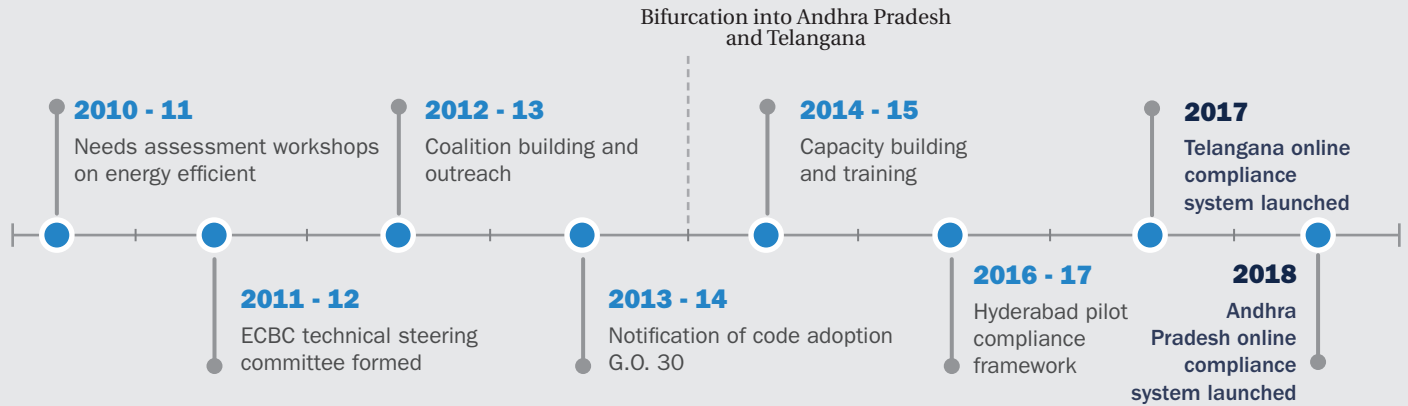 Bifurcation into Andhra Pradesh
and Telangana
2010 - 11
Needs assessment workshops
on energy efficient
2012 - 13
Coalition building and
outreach
2014 - 15
Capacity building
and training
2017
Telangana online
compliance
system launched
2011 - 12
ECBC technical steering
committee formed
2013 - 14
Notification of code adoption
G.O. 30
2016 - 17
Hyderabad pilot
compliance
framework
2018
Andhra
Pradesh online
compliance
system launched